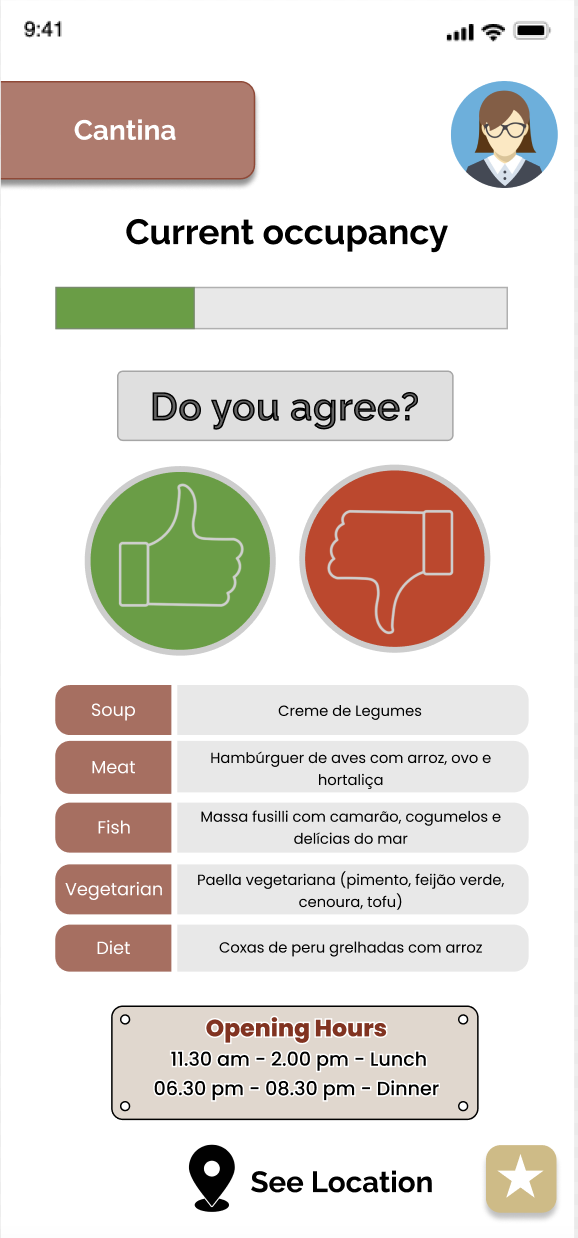 9:41
Cantina
Current occupancy
Do you agree?
Soup
Creme de Legumes
Meat
Hambúrguer de aves com arroz, ovo e
hortaliça
Fish
Massa fusilli com camarão, cogumelos e
delícias do mar
Vegetarian
Paella vegetariana (pimento, feijão verde,
cenoura, tofu)
Diet
Coxas de peru grelhadas com arroz
Opening Hours
11.30 am - 2.00 pm - Lunch
06.30 pm - 08.30 pm - Dinner
See Location